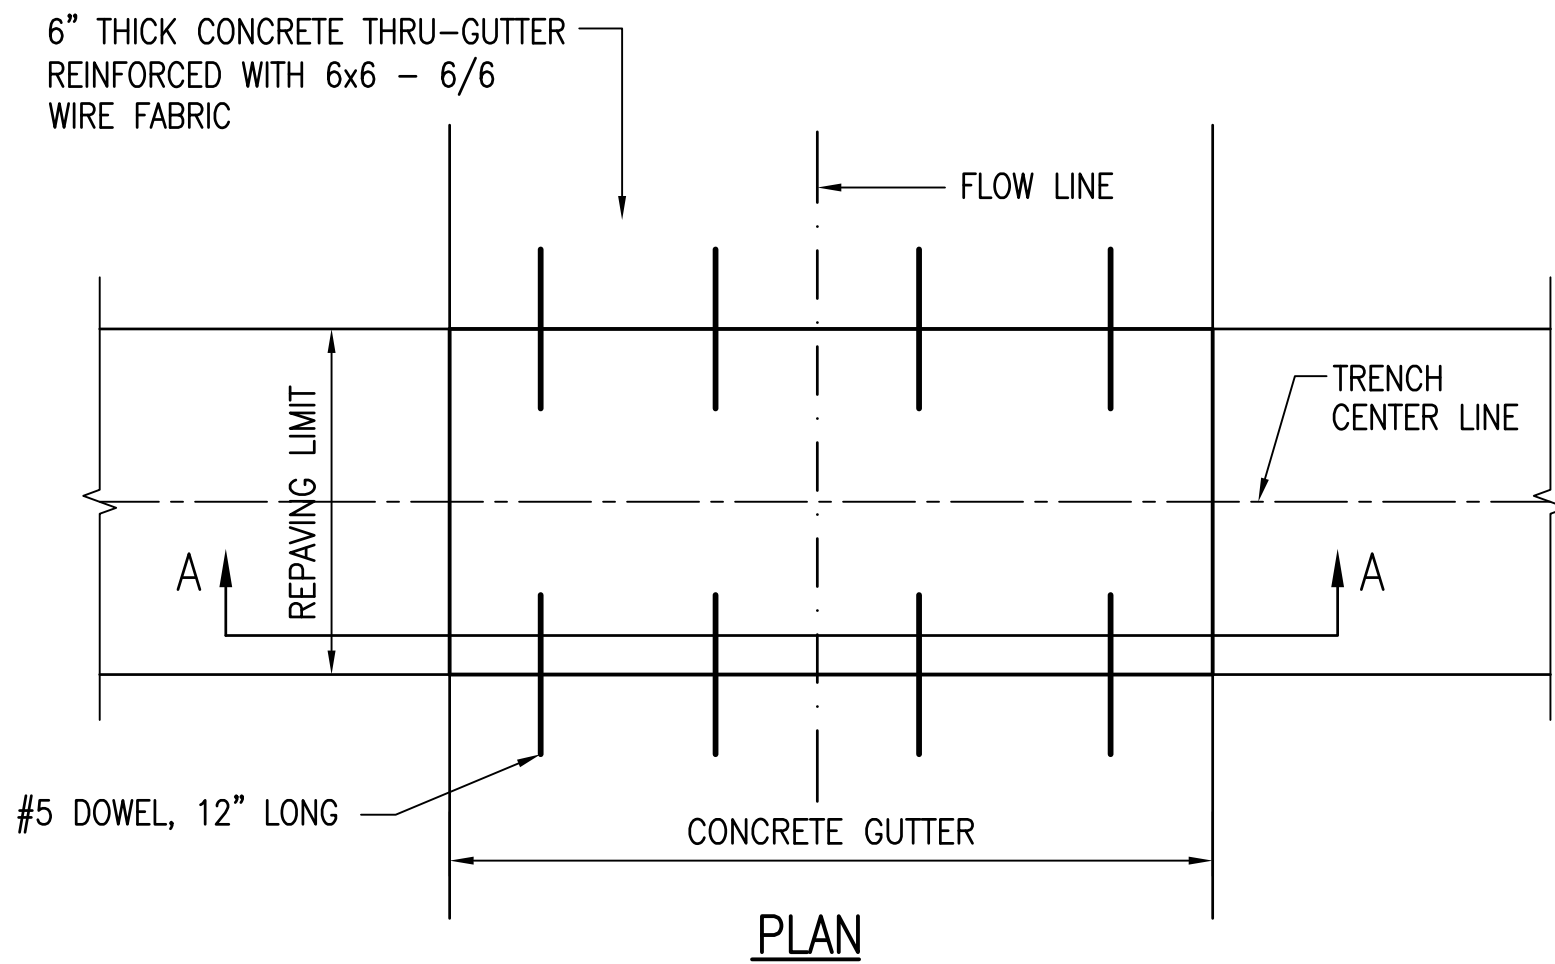 6” THICK CONCRETE THRU-GUTTER
REINFORCED WITH 6x6 - 6/6
WIRE FABRIC
FLOW LINE
TRENCH
CENTER LINE
REPAVING LIMIT
A
A
#5 DOWEL, 12” LONG
CONCRETE GUTTER
PLAN